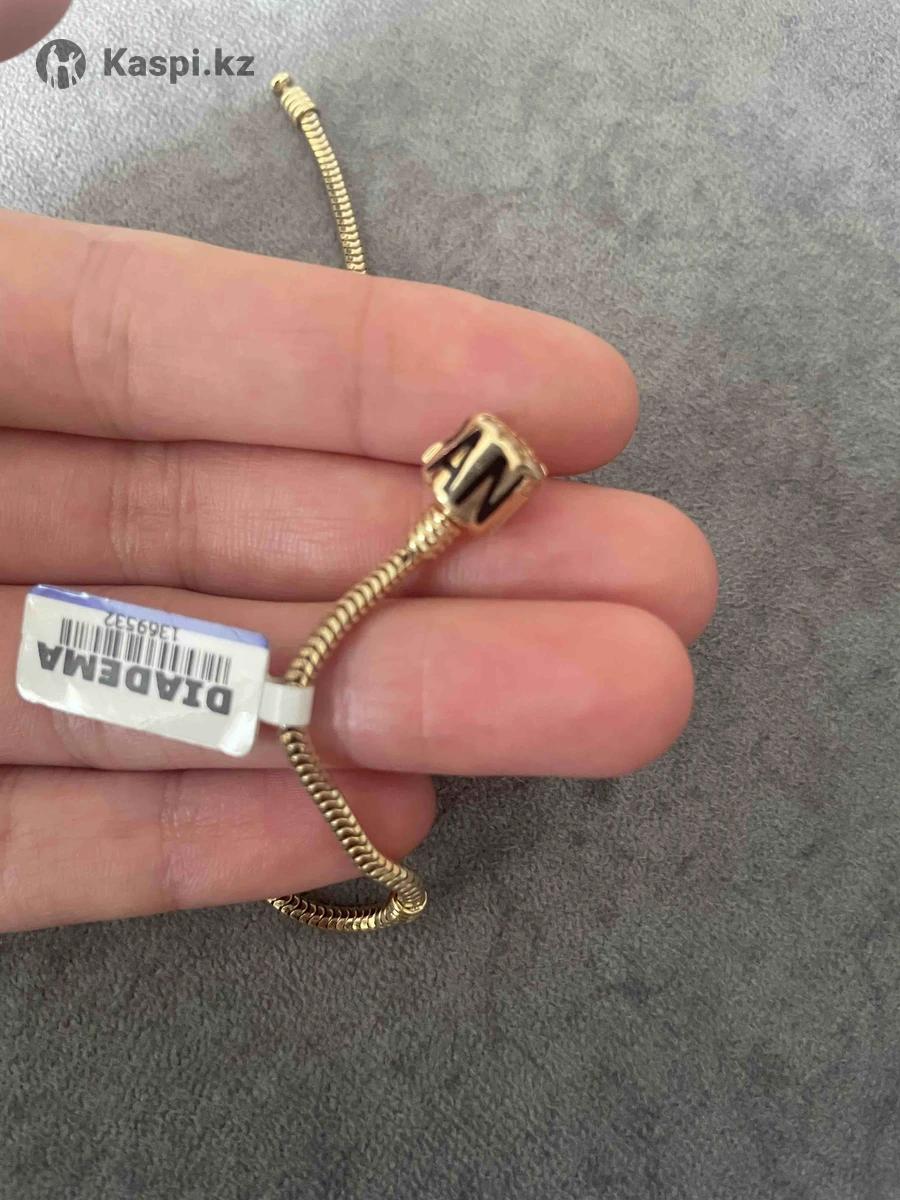 Kaspi.kz
AN
DIADEMA
1369532